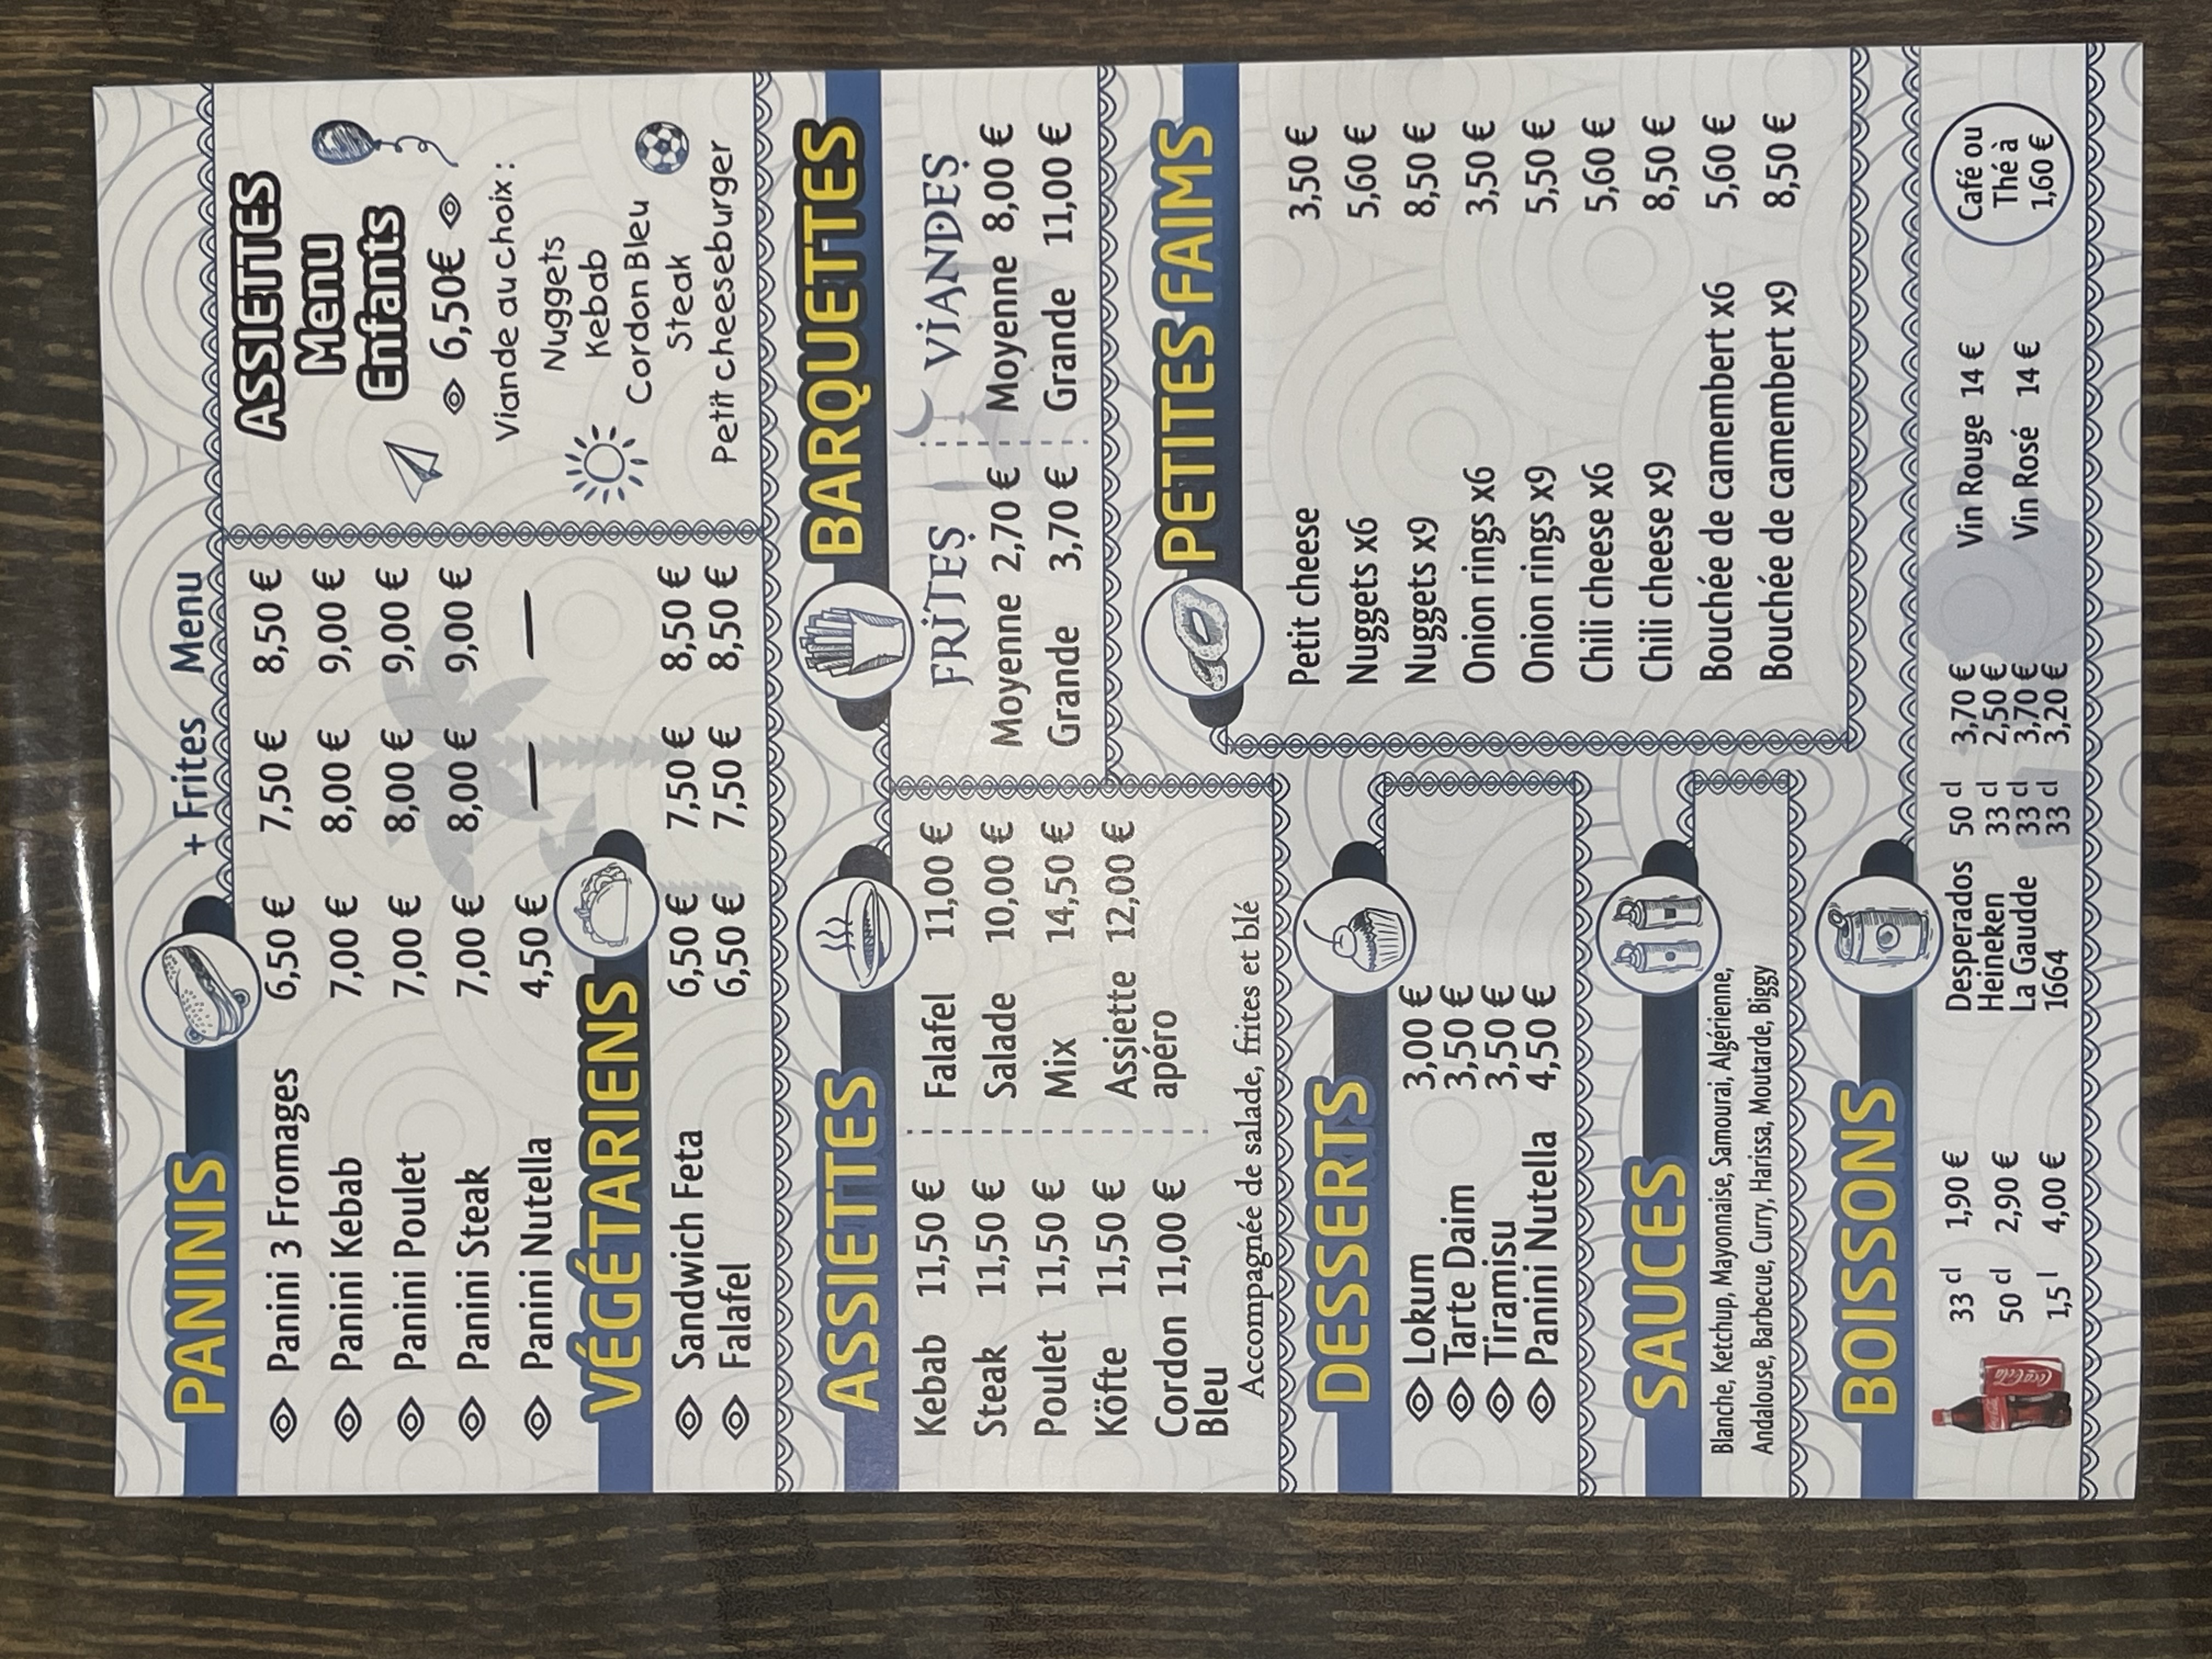 + Frites Menu
PANINIS
Panini 3 Fromages 6,50 € 7,50 € 8,50 €
Panini Kebab 7,00 € 8,00 € 9,00 €
Panini Poulet 7,00 € 8,00 € 9,00 €
Panini Steak 7,00 € 8,00 € 9,00 €
Panini Nutella 4,50 € — —
VÉGÉTARIENS
Sandwich Feta 6,50 € 7,50 € 8,50 €
Falafel 6,50 € 7,50 € 8,50 €
ASSIETTES
Menu
Enfants
6,50€
Viande au choix :
Nuggets
Kebab
Cordon Bleu
Steak
Petit cheeseburger
ASSIETTES
Kebab 11,50 €
Steak 11,50 €
Poulet 11,50 €
Köfte 11,50 €
Cordon 11,00 €
Bleu
Falafel 11,00 €
Salade 10,00 €
Mix 14,50 €
Assiette 12,00 €
apéro
Accompagnée de salade, frites et blé
BARQUETTES
FRITES
Moyenne 2,70 €
Grande 3,70 €
VIANDES
Moyenne 8,00 €
Grande 11,00 €
PETITES FAIMS
Petit cheese 3,50 €
Nuggets x6 5,60 €
Nuggets x9 8,50 €
Onion rings x6 3,50 €
Onion rings x9 5,50 €
Chili cheese x6 5,60 €
Chili cheese x9 8,50 €
Bouchée de camembert x6 5,60 €
Bouchée de camembert x9 8,50 €
DESSERTS
Lokum 3,00 €
Tarte Daim 3,50 €
Tiramisu 3,50 €
Panini Nutella 4,50 €
SAUCES
Blanche, Ketchup, Mayonnaise, Samourai, Algérienne,
Andalouse, Barbecue, Curry, Harissa, Moutarde, Biggy
BOISSONS
Coca-Cola
33 cl 1,90 €
50 cl 2,90 €
1,5 l 4,00 €
Desperados 50 cl 3,70 €
Heineken 33 cl 2,50 €
La Gaudde 33 cl 3,70 €
1664 33 cl 3,20 €
Vin Rouge 14 €
Vin Rosé 14 €
Café ou
Thé à
1,60 €